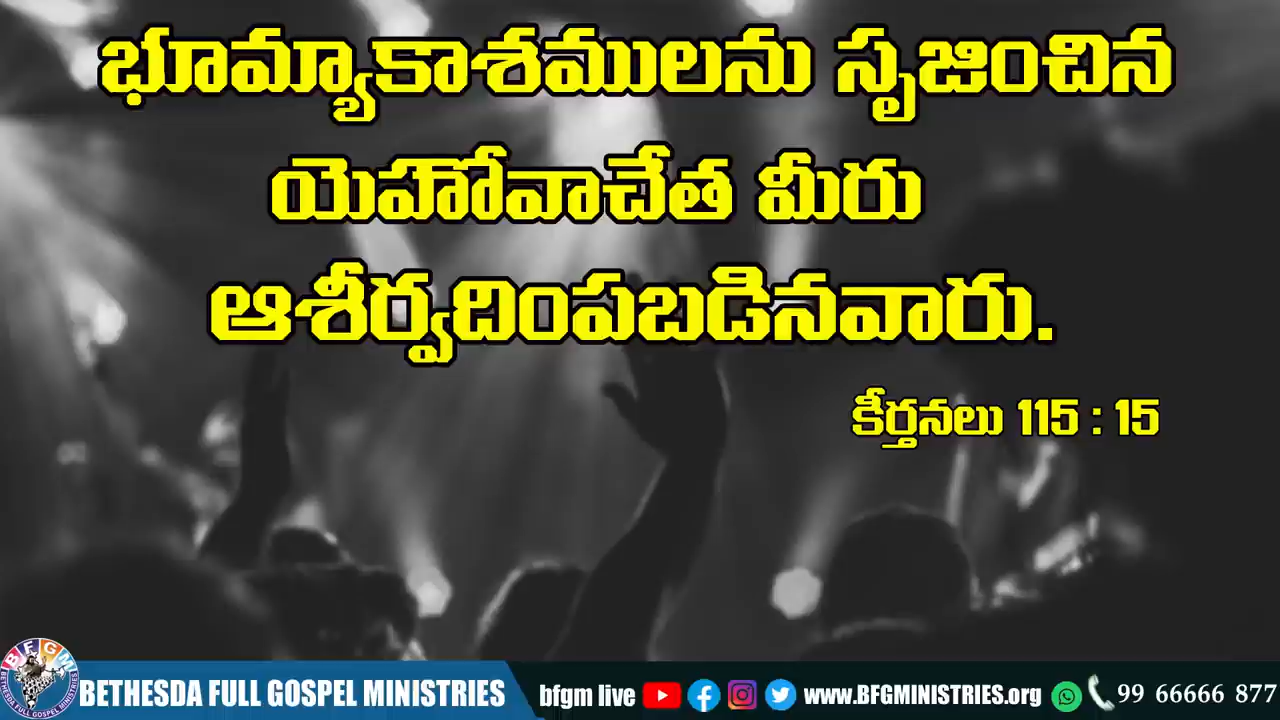 భూమ్యాకాశములను సృజించిన
యెహోవాచేత మీరు
ఆశీర్వదింపబడినవారు.
కీర్తనలు 115 : 15
BFGM
BETHESDA FULL GOSPEL MINISTRIES bfgm live www.BFGMINISTRIES.org 99 66666 877